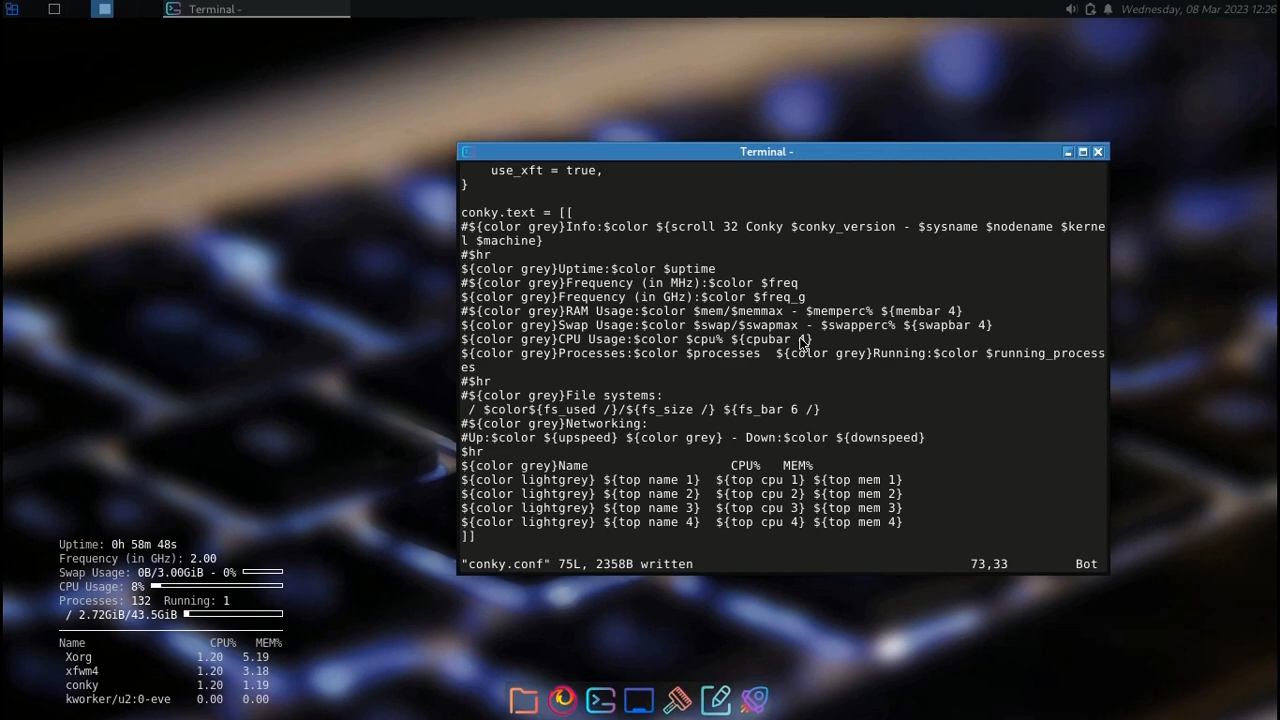 Terminal -
Wednesday, 08 Mar 2023 12:26
Terminal -
    use_xft = true,
}
conky.text = [[
#${color grey}Info:$color ${scroll 32 Conky $conky_version - $sysname $nodename $kerne
l $machine}
#$hr
${color grey}Uptime:$color $uptime
#${color grey}Frequency (in MHz):$color $freq
${color grey}Frequency (in GHz):$color $freq_g
#${color grey}RAM Usage:$color $mem/$memmax - $memperc% ${membar 4}
${color grey}Swap Usage:$color $swap/$swapmax - $swapperc% ${swapbar 4}
${color grey}CPU Usage:$color $cpu% ${cpubar 4}
${color grey}Processes:$color $processes  ${color grey}Running:$color $running_process
es
#$hr
#${color grey}File systems:
 / $color${fs_used /}/${fs_size /} ${fs_bar 6 /}
#${color grey}Networking:
#Up:$color ${upspeed} ${color grey} - Down:$color ${downspeed}
$hr
${color grey}Name                   CPU%   MEM%
${color lightgrey} ${top name 1}  ${top cpu 1} ${top mem 1}
${color lightgrey} ${top name 2}  ${top cpu 2} ${top mem 2}
${color lightgrey} ${top name 3}  ${top cpu 3} ${top mem 3}
${color lightgrey} ${top name 4}  ${top cpu 4} ${top mem 4}
]]
"conky.conf" 75L, 2358B written                                     73,33         Bot
Uptime: 0h 58m 48s
Frequency (in GHz): 2.00
Swap Usage: 0B/3.00GiB - 0%
CPU Usage: 8%
Processes: 132  Running: 1
 / 2.72GiB/43.5GiB
Name                   CPU%   MEM%
 Xorg                1.20   5.19
 xfwm4               1.20   3.18
 conky               1.20   1.19
 kworker/u2:0-eve    0.00   0.00